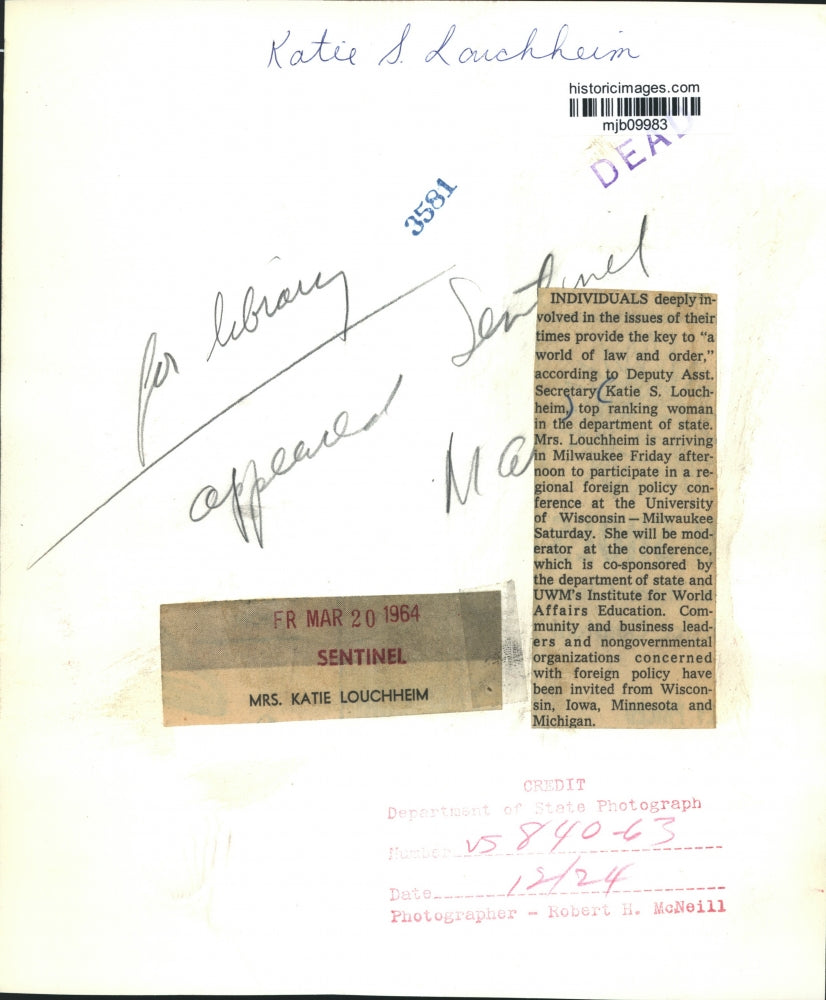 Katie S. Louchheim
historicimages.com
mjb09983
DEAD
3581
for library
appeared Sentinel
Ma
INDIVIDUALS deeply in-
volved in the issues of their
times provide the key to "a
world of law and order,"
according to Deputy Asst.
Secretary (Katie S. Louch-
heim,) top ranking woman
in the department of state.
Mrs. Louchheim is arriving
in Milwaukee Friday after-
noon to participate in a re-
gional foreign policy con-
ference at the University
of Wisconsin – Milwaukee
Saturday. She will be mod-
erator at the conference,
which is co-sponsored by
the department of state and
UWM's Institute for World
Affairs Education. Com-
munity and business lead-
ers and nongovernmental
organizations concerned
with foreign policy have
been invited from Wiscon-
sin, Iowa, Minnesota and
Michigan.
FR MAR 20 1964
SENTINEL
MRS. KATIE LOUCHHEIM
CREDIT
Department of State Photograph
Number VS 840-63
Date 12/24
Photographer - Robert H. McNeill